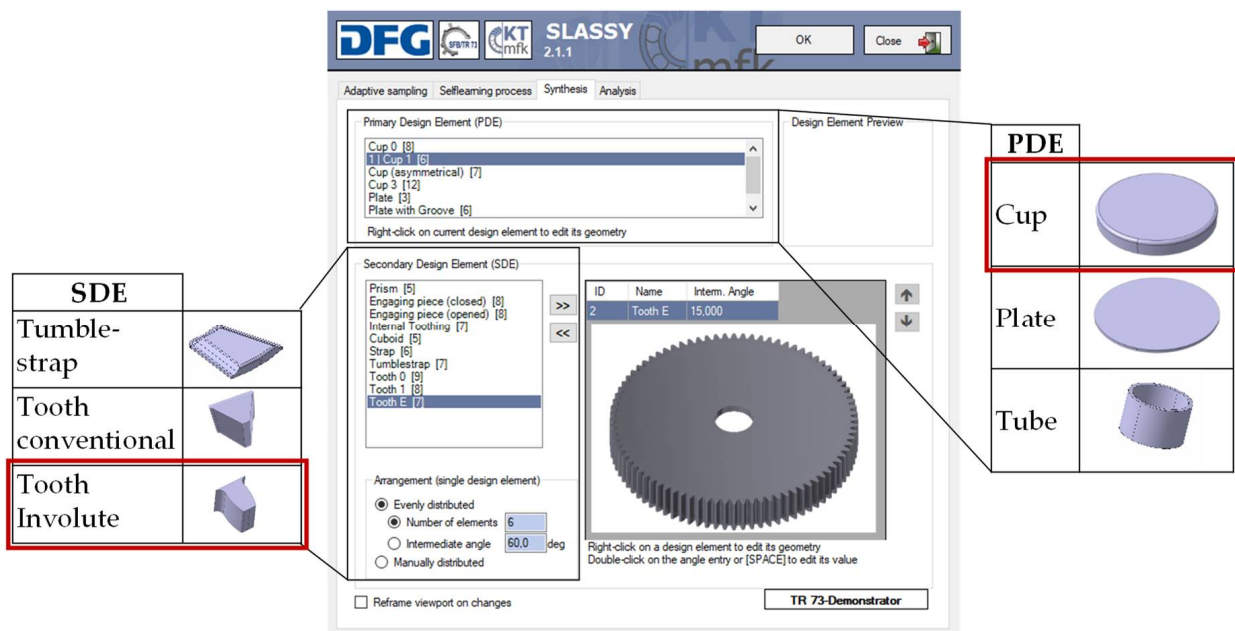 DFG
SFB/TR 73
KT
mfk
SLASSY
2.1.1
KT
mfk
OK
Close
Adaptive sampling
Selflearning process
Synthesis
Analysis
Primary Design Element (PDE)
Cup 0 [8]
1 | Cup 1 [6]
Cup (asymmetrical) [7]
Cup 3 [12]
Plate [3]
Plate with Groove [6]
Right-click on current design element to edit its geometry
Design Element Preview
PDE
Cup
Plate
Tube
SDE
Tumble-
strap
Tooth
conventional
Tooth
Involute
Secondary Design Element (SDE)
Prism [5]
Engaging piece (closed) [8]
Engaging piece (opened) [8]
Internal Toothing [7]
Cuboid [5]
Strap [6]
Tumblestrap [7]
Tooth 0 [9]
Tooth 1 [8]
Tooth E [7]
>>
<<
ID Name Interm. Angle
2 Tooth E 15,000
Arrangement (single design element)
Evenly distributed
Number of elements 6
Intermediate angle 60,0 deg
Manually distributed
Right-click on a design element to edit its geometry
Double-click on the angle entry or [SPACE] to edit its value
Reframe viewport on changes
TR 73-Demonstrator